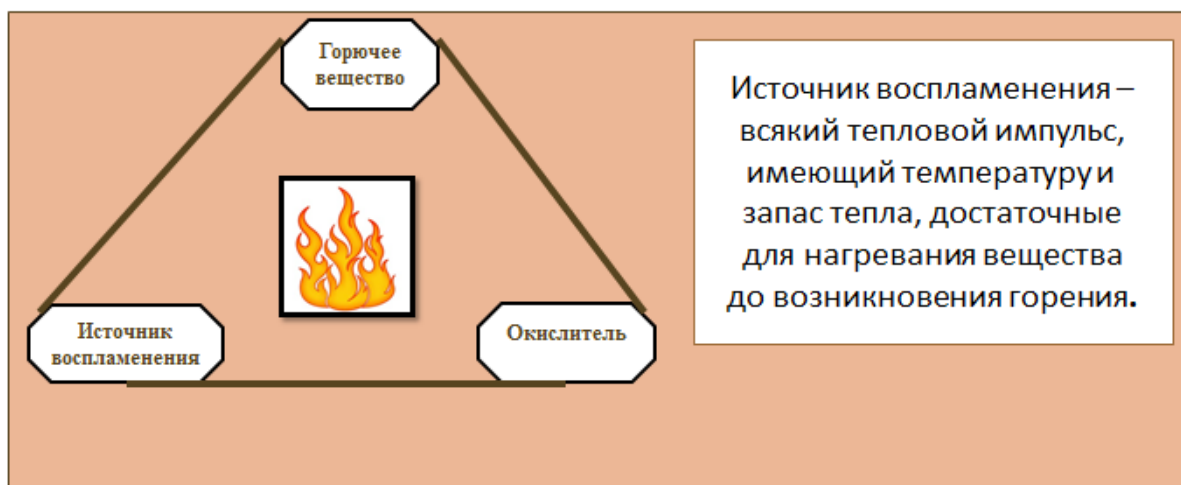 Горючее
вещество
Источник
воспламенения
Окислитель
Источник воспламенения –
всякий тепловой импульс,
имеющий температуру и
запас тепла, достаточные
для нагревания вещества
до возникновения горения.